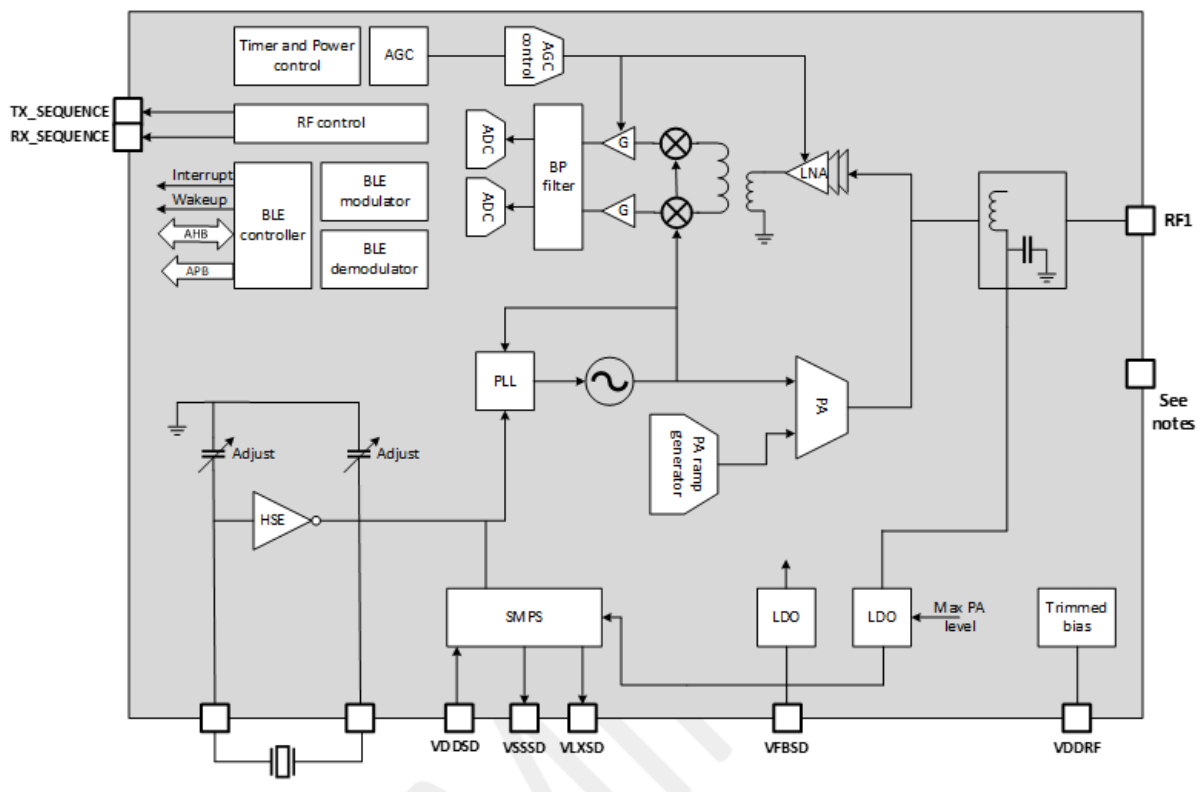 Timer and Power
control
AGC
AGC
control
TX_SEQUENCE
RX_SEQUENCE
RF control
ADC
ADC
BP
filter
G
G
LNA
Interrupt
Wakeup
AHB
APB
BLE
controller
BLE
modulator
BLE
demodulator
RF1
See
notes
PLL
PA
PA ramp
generator
Adjust
Adjust
HSE
SMPS
LDO
LDO
Max PA
level
Trimmed
bias
VDDSD
VSSSD
VLXSD
VFBSD
VDDRF